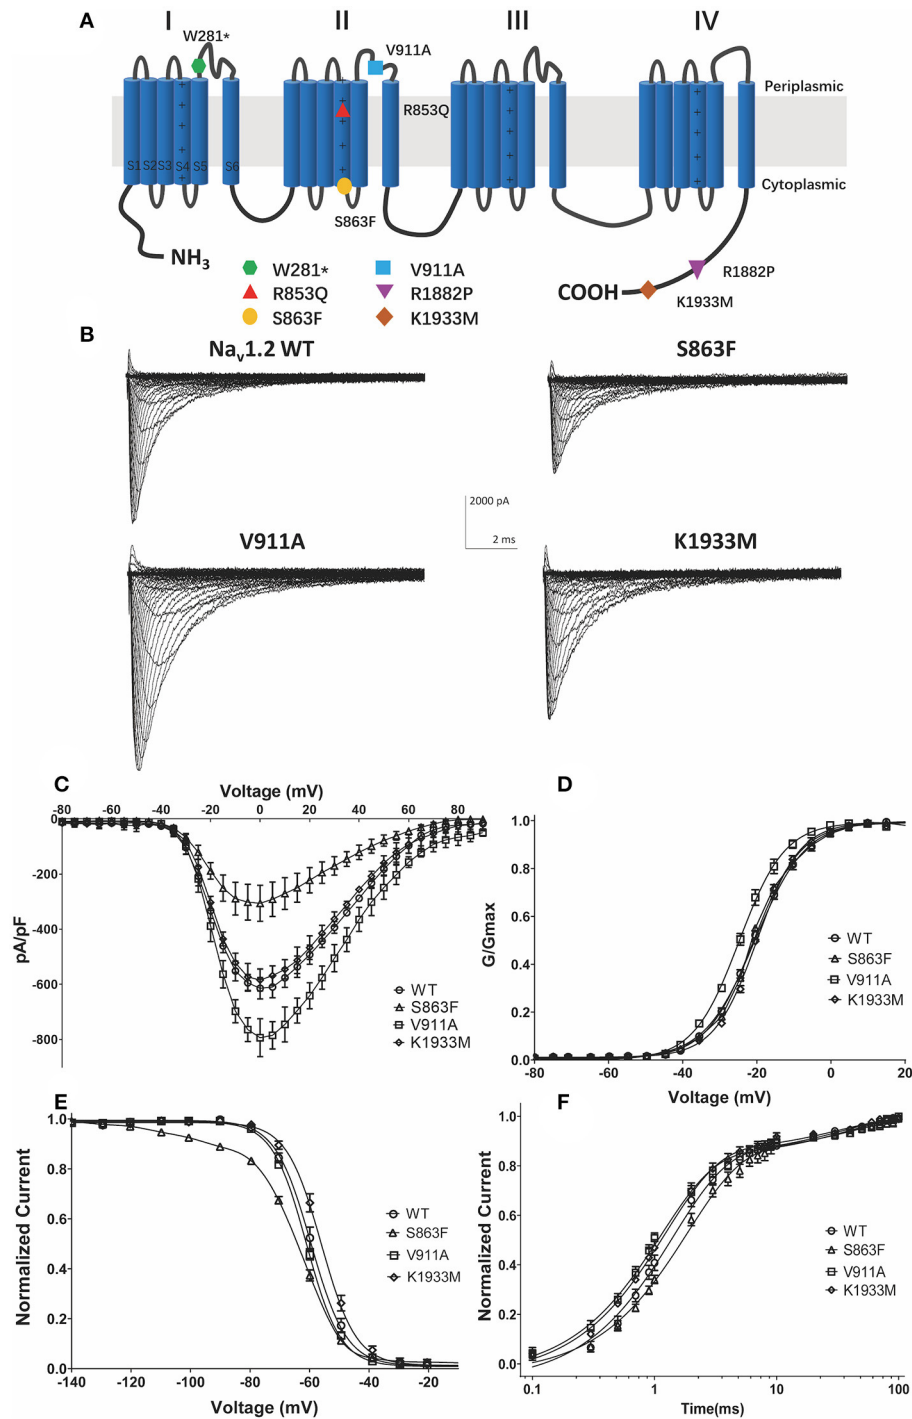 A
I
II
III
IV
W281*
V911A
Periplasmic
R853Q
S1 S2 S3 S4 S5 S6
Cytoplasmic
S863F
NH3
COOH
R1882P
K1933M
W281*
V911A
R853Q
R1882P
S863F
K1933M
B
Nav1.2 WT
S863F
2000 pA
2 ms
V911A
K1933M
C
Voltage (mV)
-80 -60 -40 -20 0 20 40 60 80
0
-200
-400
-600
-800
pA/pF
WT
S863F
V911A
K1933M
D
1.0
0.8
0.6
0.4
0.2
0.0
G/Gmax
WT
S863F
V911A
K1933M
-80 -60 -40 -20 0 20
Voltage (mV)
E
1.0
0.8
0.6
0.4
0.2
0.0
Normalized Current
WT
S863F
V911A
K1933M
-140 -120 -100 -80 -60 -40 -20
Voltage (mV)
F
1.0
0.8
0.6
0.4
0.2
0.0
Normalized Current
WT
S863F
V911A
K1933M
0.1 1 10 100
Time(ms)